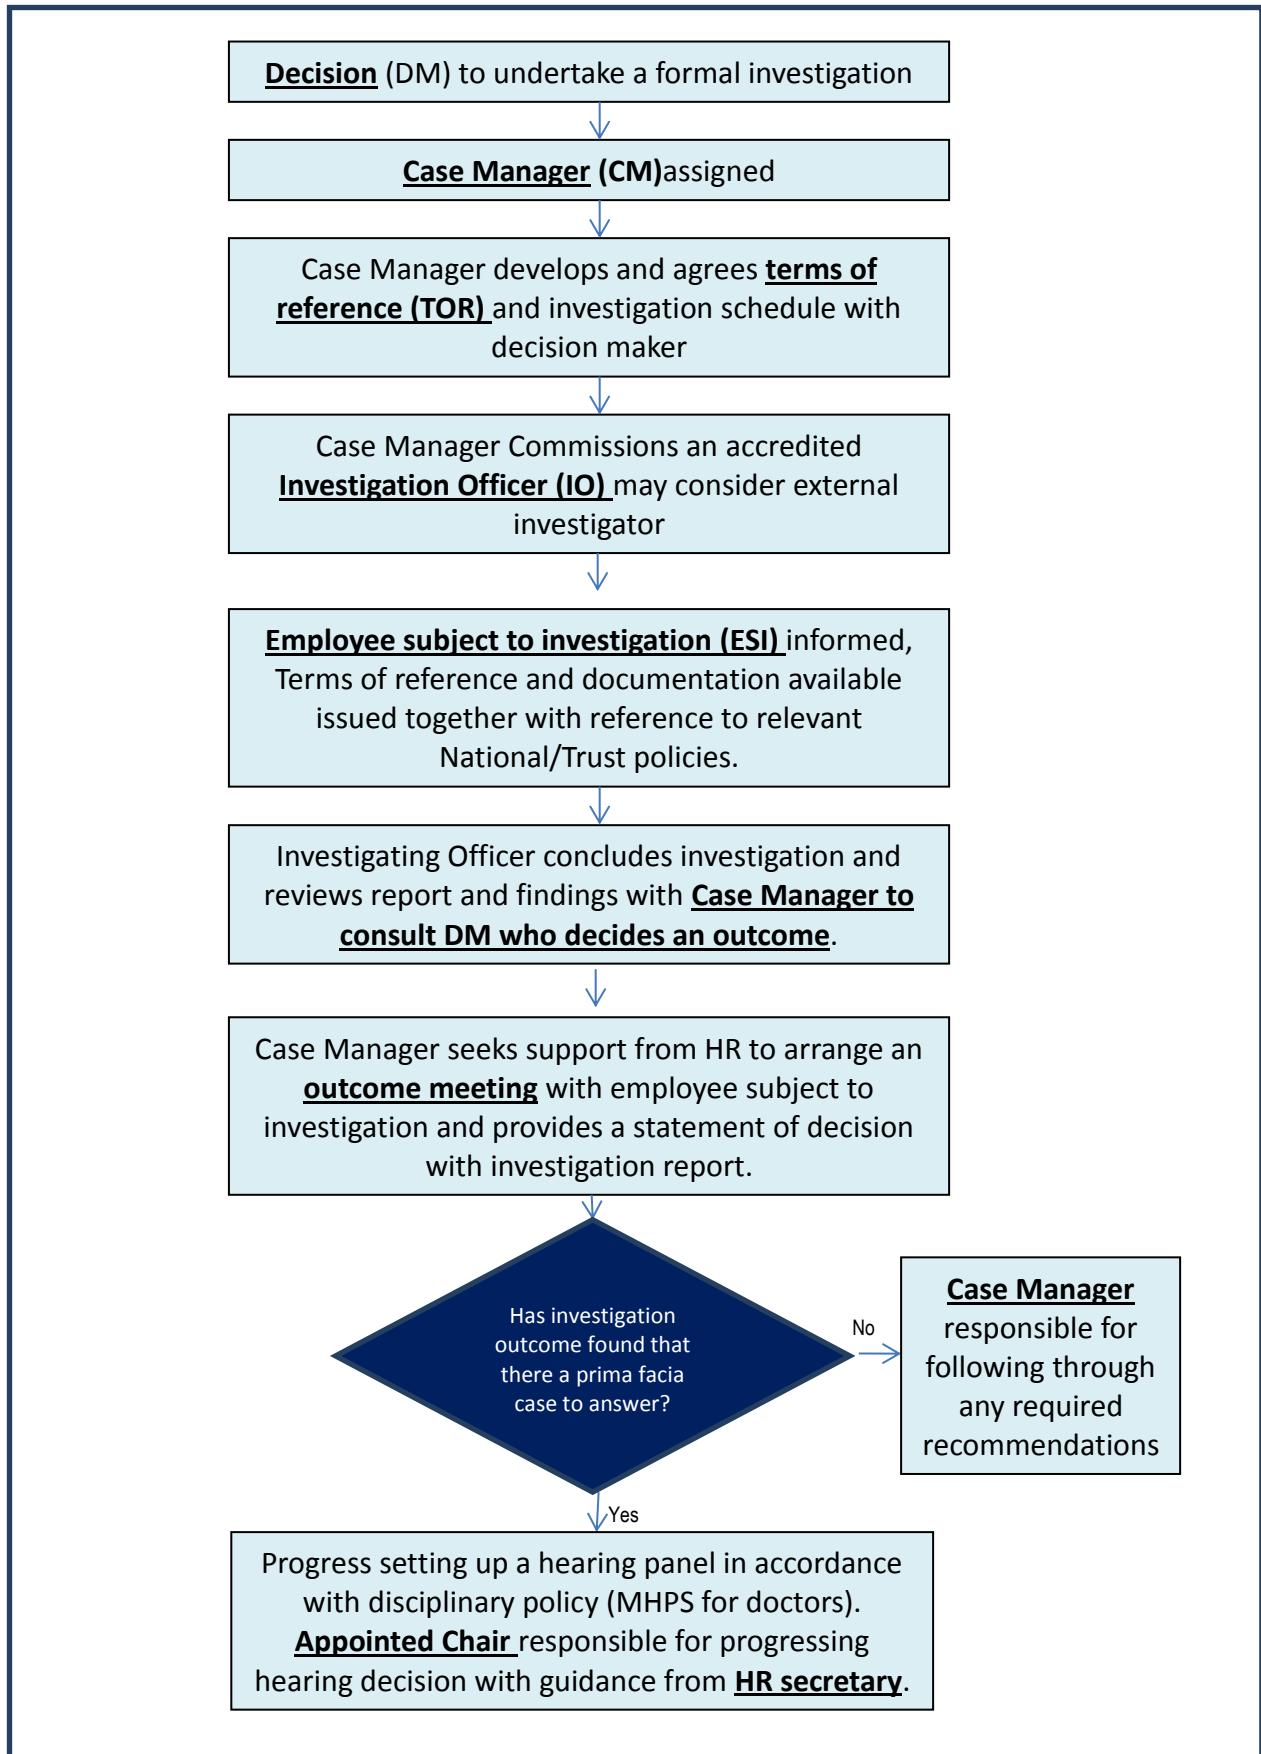 Decision (DM) to undertake a formal investigation
Case Manager (CM)assigned
Case Manager develops and agrees terms of
reference (TOR) and investigation schedule with
decision maker
Case Manager Commissions an accredited
Investigation Officer (IO) may consider external
investigator
Employee subject to investigation (ESI) informed,
Terms of reference and documentation available
issued together with reference to relevant
National/Trust policies.
Investigating Officer concludes investigation and
reviews report and findings with Case Manager to
consult DM who decides an outcome.
Case Manager seeks support from HR to arrange an
outcome meeting with employee subject to
investigation and provides a statement of decision
with investigation report.
Has investigation
outcome found that
there a prima facia
case to answer?
No
Case Manager
responsible for
following through
any required
recommendations
Yes
Progress setting up a hearing panel in accordance
with disciplinary policy (MHPS for doctors).
Appointed Chair responsible for progressing
hearing decision with guidance from HR secretary.